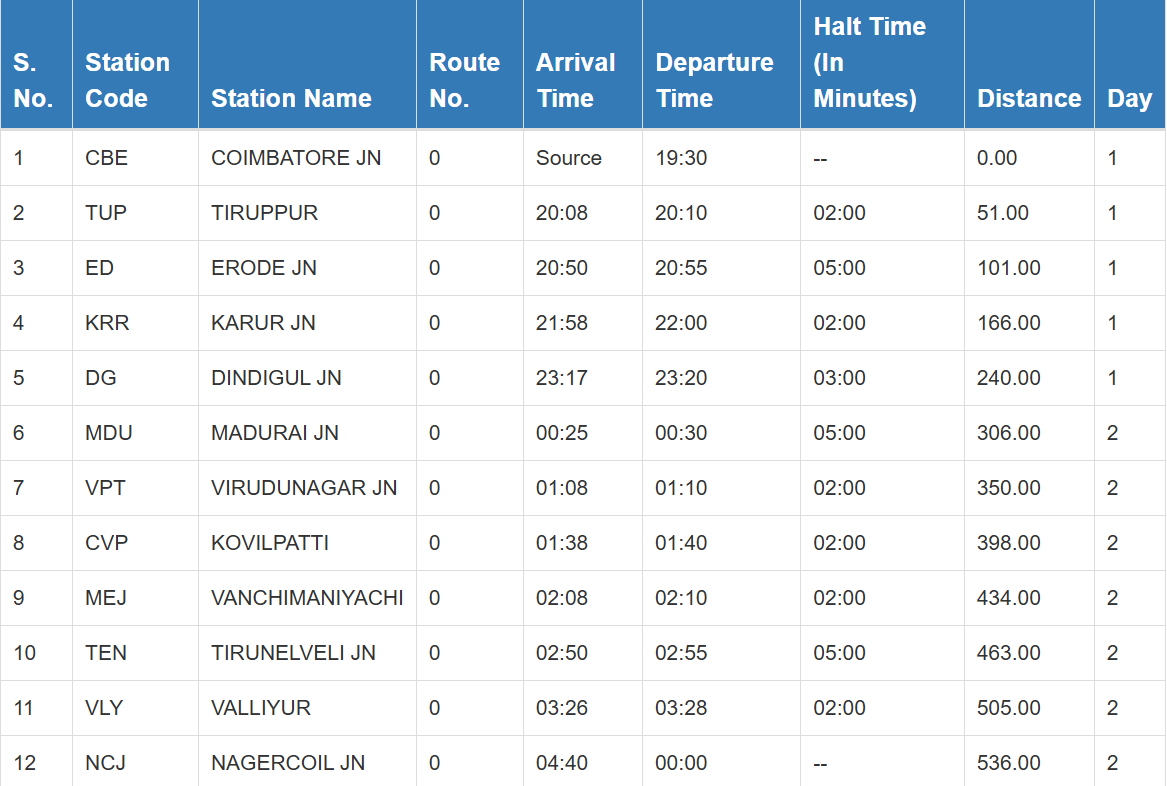 S. No. Station Code Station Name Route No. Arrival Time Departure Time Halt Time (In Minutes) Distance Day
1 CBE COIMBATORE JN 0 Source 19:30 -- 0.00 1
2 TUP TIRUPPUR 0 20:08 20:10 02:00 51.00 1
3 ED ERODE JN 0 20:50 20:55 05:00 101.00 1
4 KRR KARUR JN 0 21:58 22:00 02:00 166.00 1
5 DG DINDIGUL JN 0 23:17 23:20 03:00 240.00 1
6 MDU MADURAI JN 0 00:25 00:30 05:00 306.00 2
7 VPT VIRUDUNAGAR JN 0 01:08 01:10 02:00 350.00 2
8 CVP KOVILPATTI 0 01:38 01:40 02:00 398.00 2
9 MEJ VANCHIMANIYACHI 0 02:08 02:10 02:00 434.00 2
10 TEN TIRUNELVELI JN 0 02:50 02:55 05:00 463.00 2
11 VLY VALLIYUR 0 03:26 03:28 02:00 505.00 2
12 NCJ NAGERCOIL JN 0 04:40 00:00 -- 536.00 2